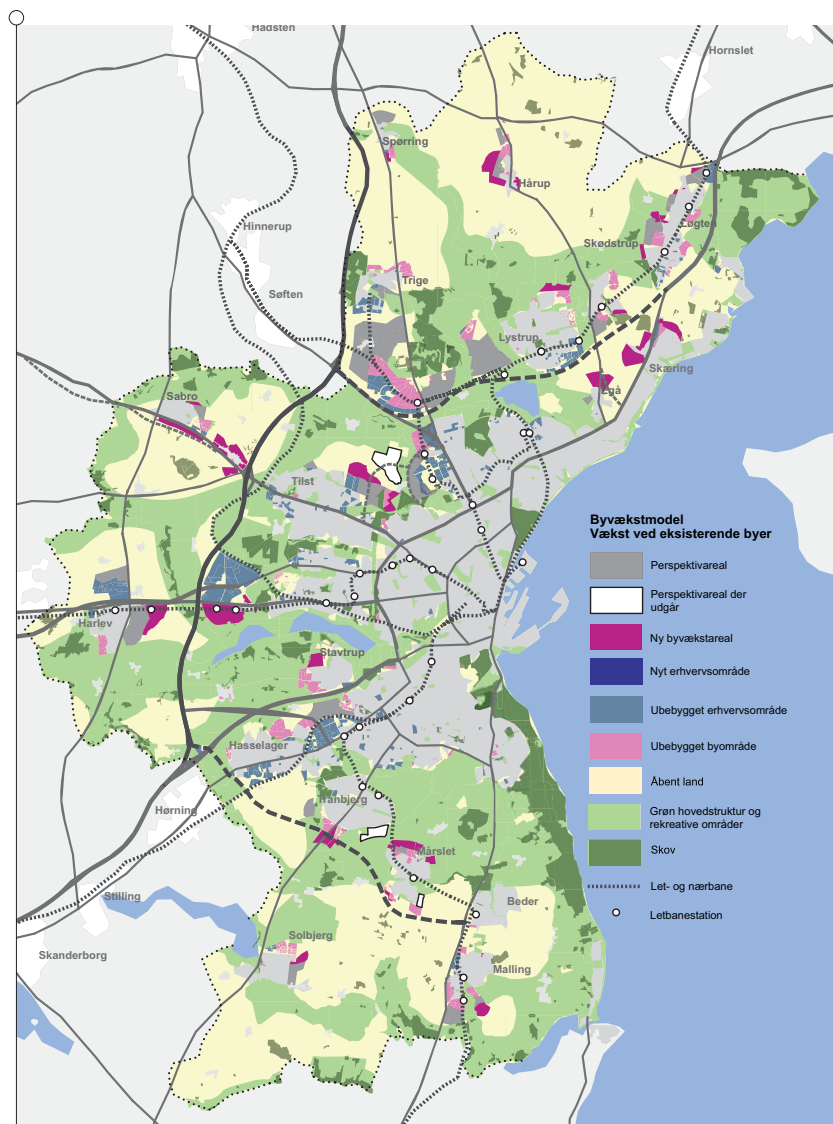 Hadsten
Hornslet
Spørring
Hårup
Hinnerup
Løgten
Skødstrup
Trige
Søften
Lystrup
Skæring
Egå
Sabro
Tilst
Byvækstmodel
Vækst ved eksisterende byer
Perspektivareal
Perspektivareal der
udgår
Ny byvækstareal
Nyt erhvervsområde
Ubebygget erhvervsområde
Ubebygget byområde
Åbent land
Grøn hovedstruktur og
rekreative områder
Skov
Let- og nærbane
Letbanestation
Harlev
Stavtrup
Hasselager
Tranbjerg
Hørning
Mårslet
Stilling
Beder
Solbjerg
Skanderborg
Malling